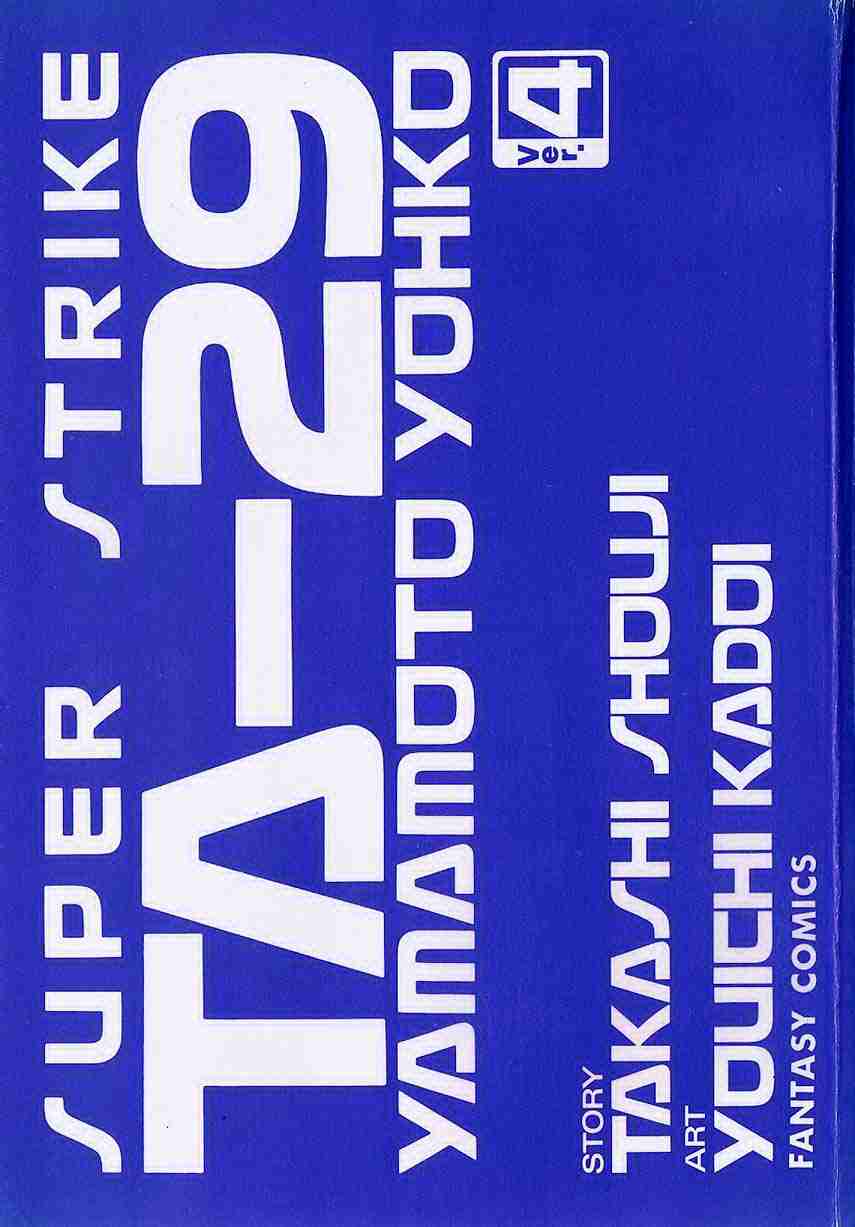 SUPER STRIKE
TA-29
YAMAMOTO YOHKO
Ver.4
STORY
TAKASHI SHOUJI
ART
YOUICHI KADOI
FANTASY COMICS